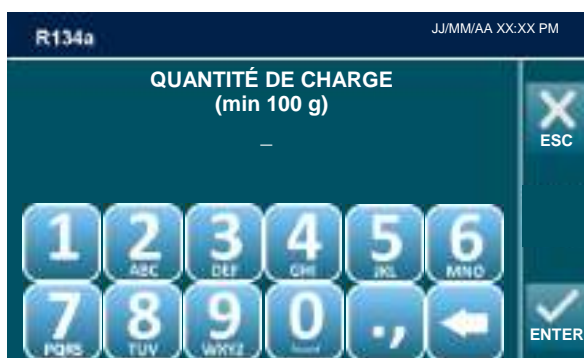 R134a JJ/MM/AA XX:XX PM
QUANTITÉ DE CHARGE
(min 100 g)
_
ESC
1 2 3 4 5 6
ABC DEF GHI JKL MNO
7 8 9 0 .,
PQRS TUV WXYZ
ENTER